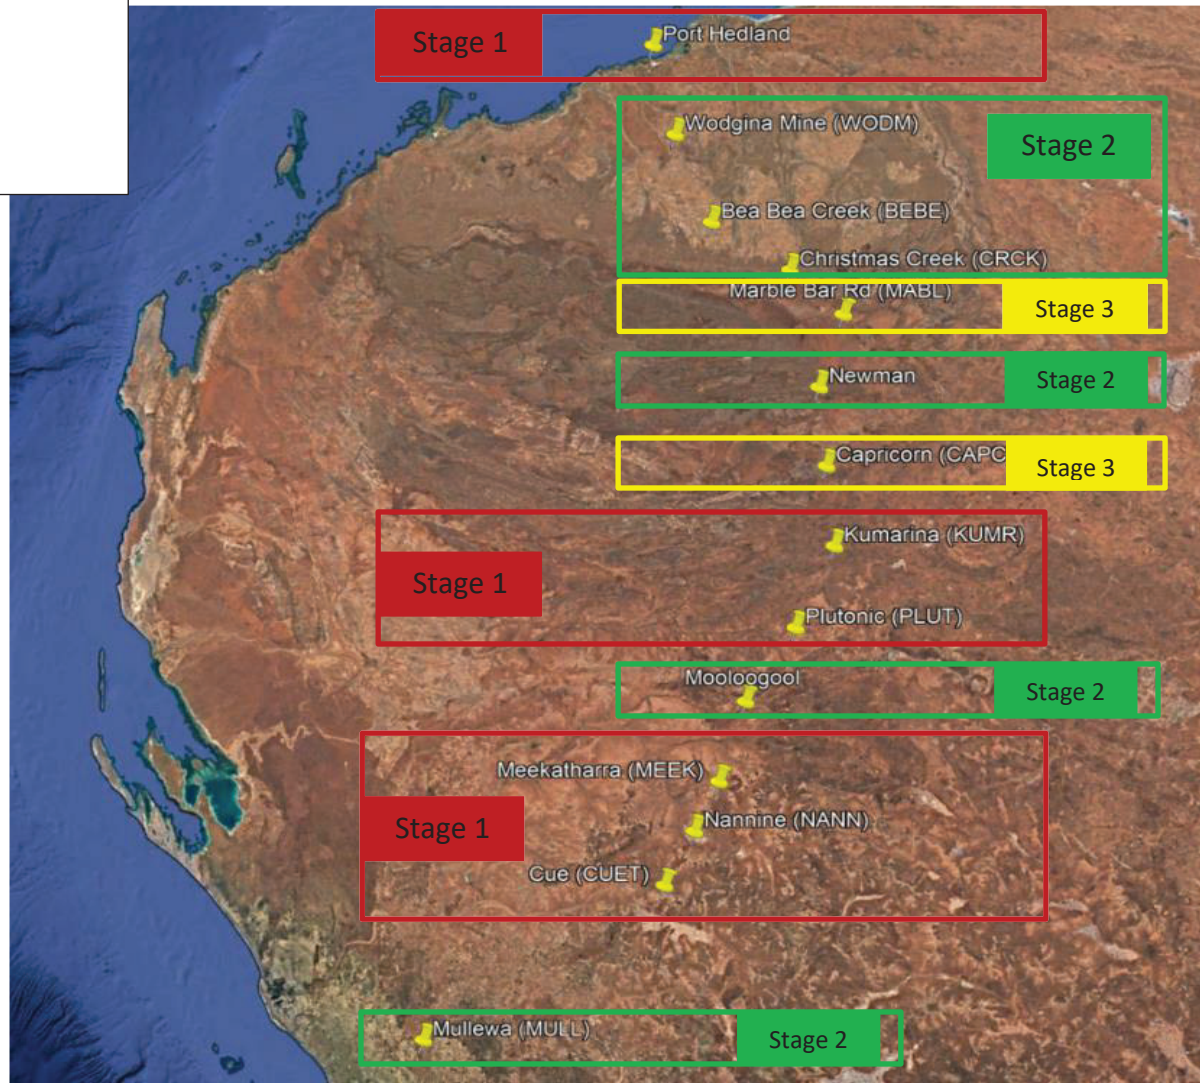 Stage 1
Port Hedland
Wodgina Mine (WODM)
Stage 2
Bea Bea Creek (BEBE)
Christmas Creek (CRCK)
Marble Bar Rd (MABL)
Stage 3
Newman
Stage 2
Capricorn (CAPC
Stage 3
Kumarina (KUMR)
Stage 1
Plutonic (PLUT)
Mooloogool
Stage 2
Meekatharra (MEEK)
Nannine (NANN)
Stage 1
Cue (CUET)
Mullewa (MULL)
Stage 2